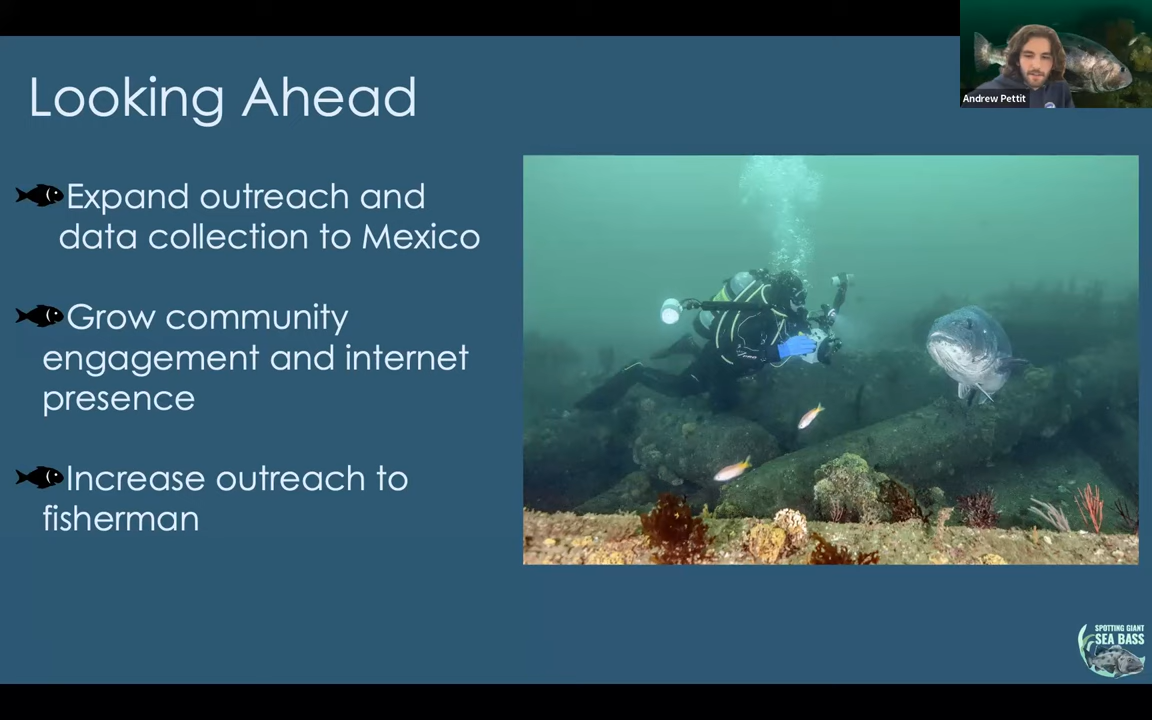 Looking Ahead
Andrew Pettit
Expand outreach and
data collection to Mexico
Grow community
engagement and internet
presence
Increase outreach to
fisherman
SPOTTING GIANT
SEA BASS